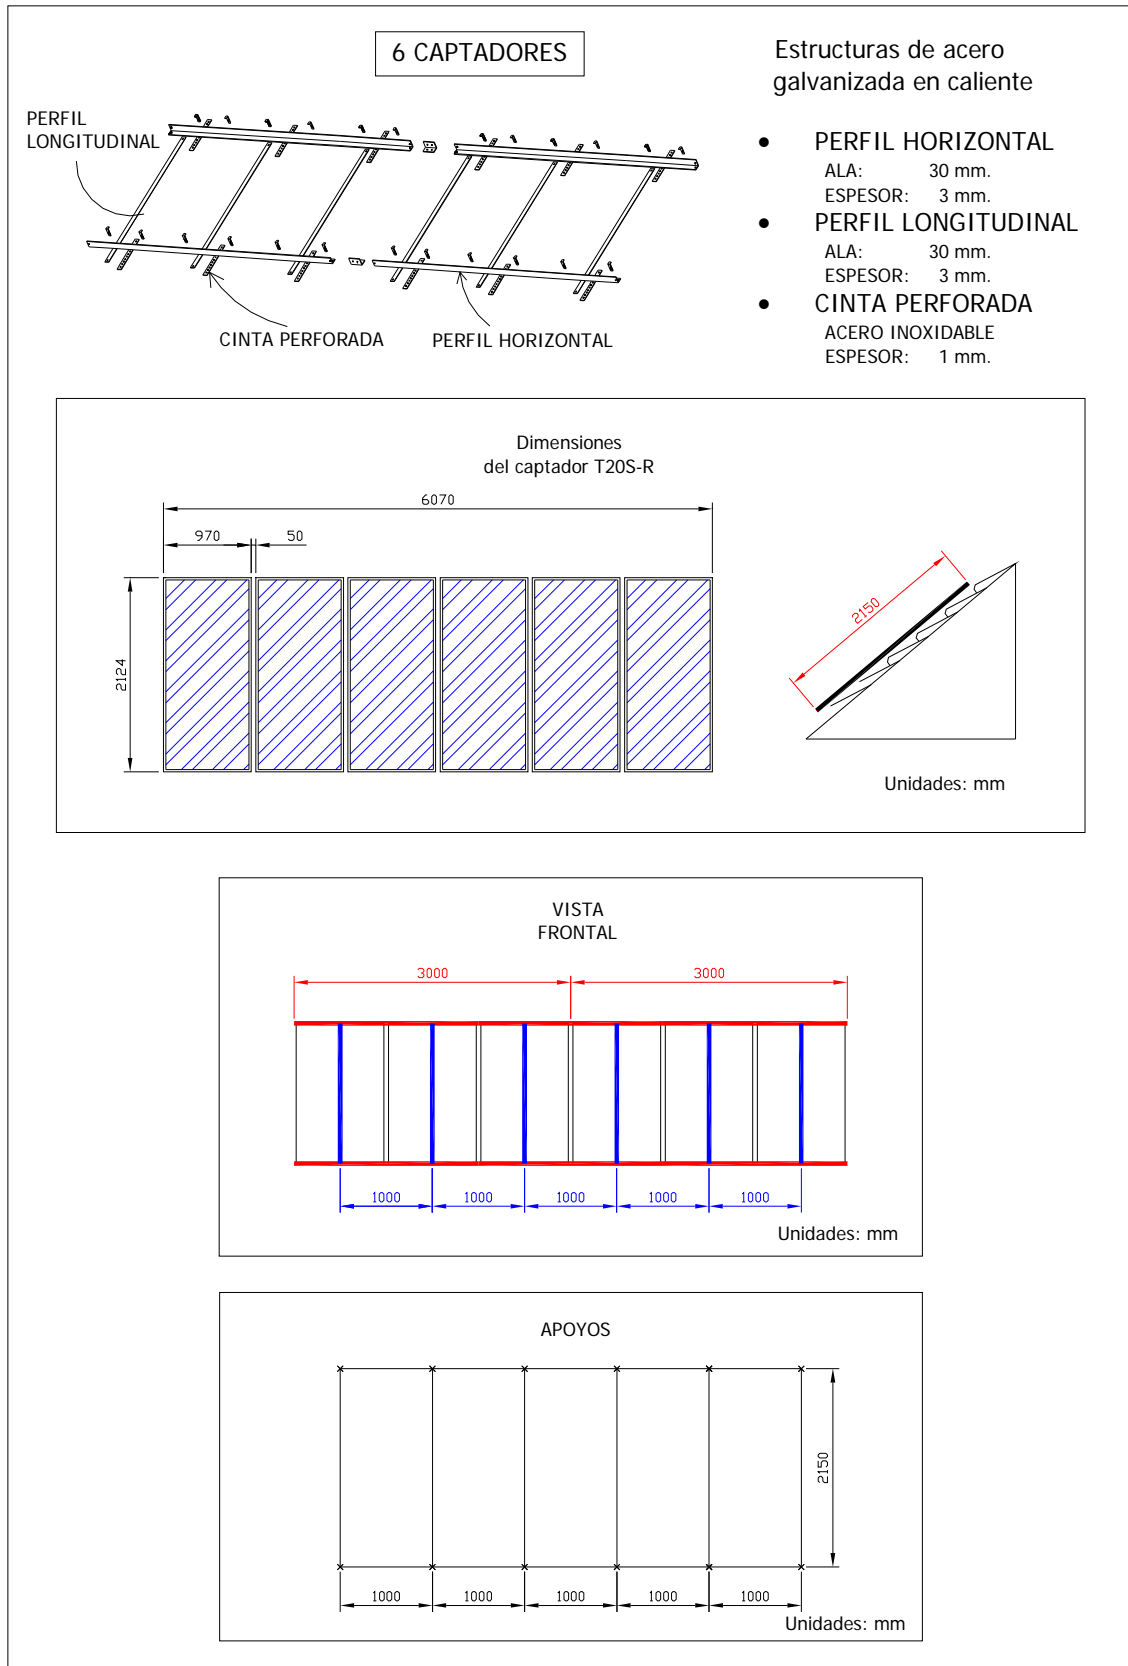 6 CAPTADORES
Estructuras de acero
galvanizada en caliente
PERFIL
LONGITUDINAL
CINTA PERFORADA
PERFIL HORIZONTAL
• PERFIL HORIZONTAL
ALA: 30 mm.
ESPESOR: 3 mm.
• PERFIL LONGITUDINAL
ALA: 30 mm.
ESPESOR: 3 mm.
• CINTA PERFORADA
ACERO INOXIDABLE
ESPESOR: 1 mm.
Dimensiones
del captador T20S-R
6070
970 50
2124
2150
Unidades: mm
VISTA
FRONTAL
3000 3000
1000 1000 1000 1000 1000
Unidades: mm
APOYOS
2150
1000 1000 1000 1000 1000
Unidades: mm